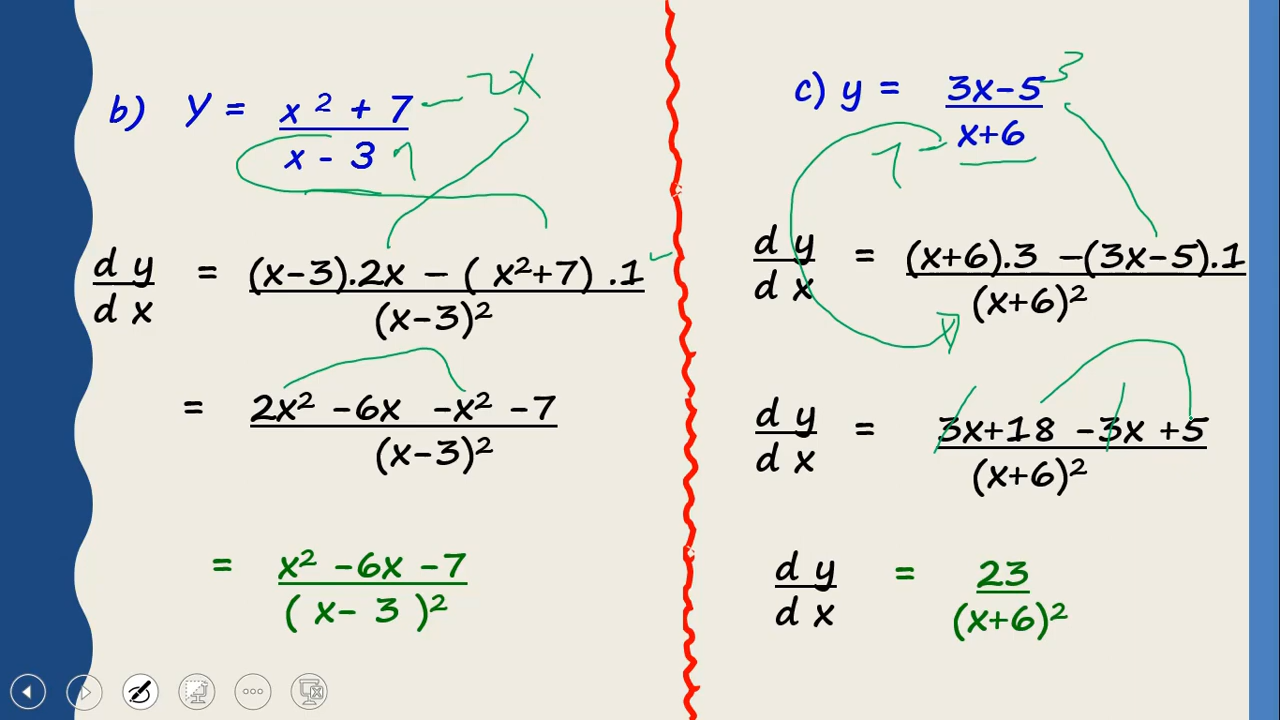 b) Y = x² + 7 / x - 3
2x
1
dy/dx = (x-3).2x - ( x²+7) .1 / (x-3)²
= 2x² -6x -x² -7 / (x-3)²
= x² -6x -7 / ( x- 3 )²
c) y = 3x-5 / x+6
3
1
dy/dx = (x+6).3 -(3x-5).1 / (x+6)²
dy/dx = 3x+18 -3x +5 / (x+6)²
dy/dx = 23 / (x+6)²